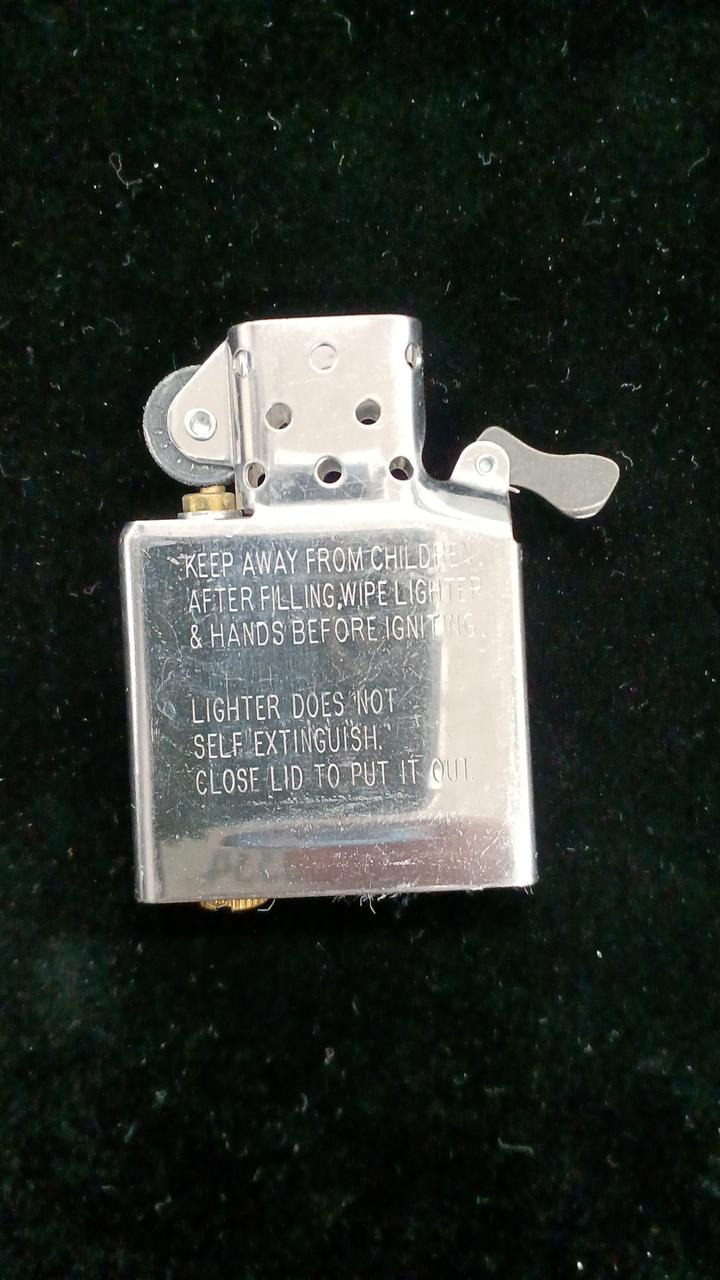 KEEP AWAY FROM CHILDREN.
AFTER FILLING, WIPE LIGHTER
& HANDS BEFORE IGNITING.
LIGHTER DOES NOT
SELF EXTINGUISH.
CLOSE LID TO PUT IT OUT.